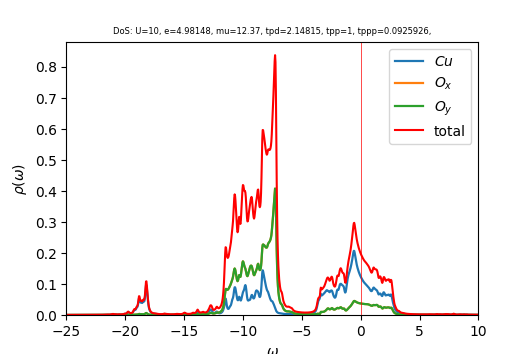 DoS: U=10, e=4.98148, mu=12.37, tpd=2.14815, tpp=1, tppp=0.0925926,
ρ(ω)
0.8
0.7
0.6
0.5
0.4
0.3
0.2
0.1
0.0
Cu
O_x
O_y
total
−25 −20 −15 −10 −5 0 5 10
ω